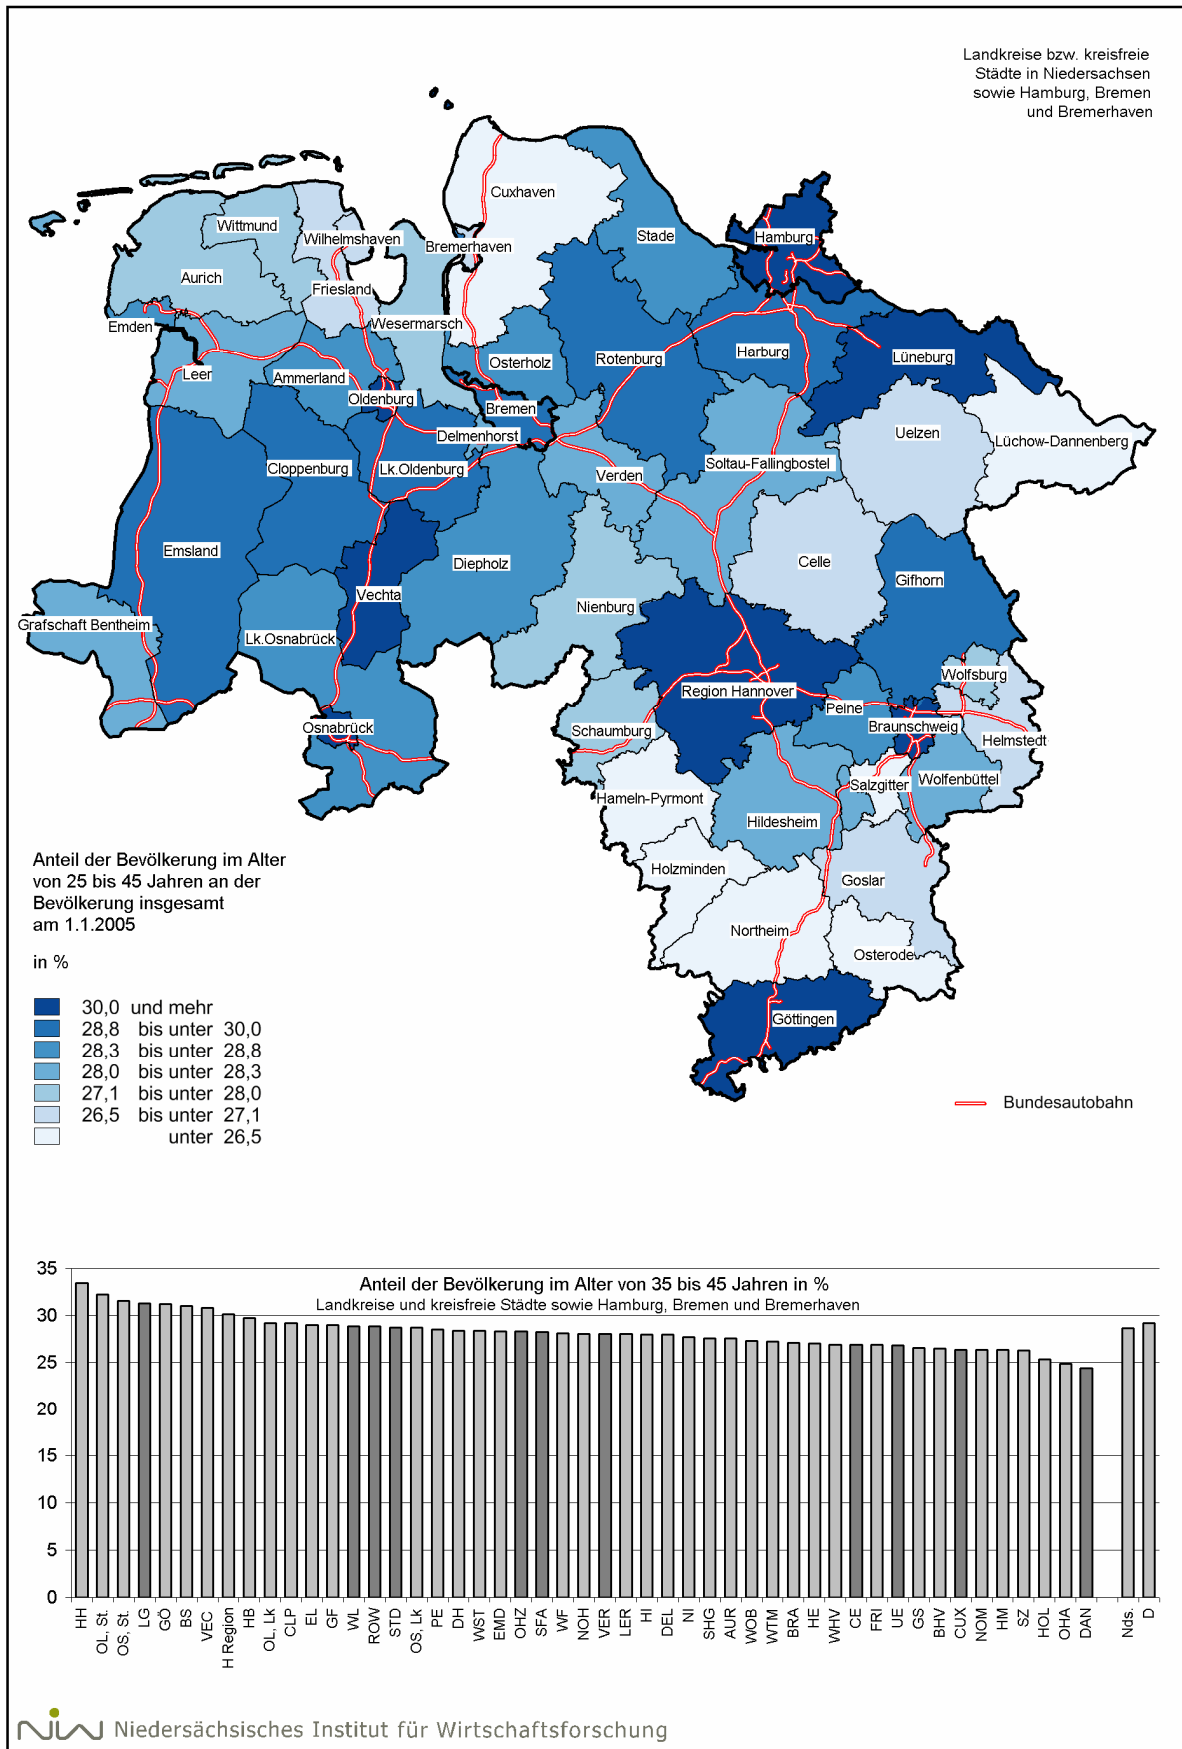 Landkreise bzw. kreisfreie
Städte in Niedersachsen
sowie Hamburg, Bremen
und Bremerhaven
Cuxhaven
Wittmund
Wilhelmshaven
Bremerhaven
Stade
Hamburg
Aurich
Friesland
Wesermarsch
Emden
Osterholz
Rotenburg
Harburg
Lüneburg
Leer
Ammerland
Oldenburg
Bremen
Delmenhorst
Uelzen
Lüchow-Dannenberg
Cloppenburg
Lk.Oldenburg
Verden
Soltau-Fallingbostel
Emsland
Diepholz
Celle
Gifhorn
Vechta
Nienburg
Grafschaft Bentheim
Lk.Osnabrück
Wolfsburg
Region Hannover
Peine
Osnabrück
Schaumburg
Braunschweig
Helmstedt
Hameln-Pyrmont
Salzgitter
Wolfenbüttel
Hildesheim
Holzminden
Goslar
Northeim
Osterode
Göttingen
Anteil der Bevölkerung im Alter
von 25 bis 45 Jahren an der
Bevölkerung insgesamt
am 1.1.2005
in %
30,0 und mehr
28,8 bis unter 30,0
28,3 bis unter 28,8
28,0 bis unter 28,3
27,1 bis unter 28,0
26,5 bis unter 27,1
unter 26,5
Bundesautobahn
Anteil der Bevölkerung im Alter von 35 bis 45 Jahren in %
Landkreise und kreisfreie Städte sowie Hamburg, Bremen und Bremerhaven
35
30
25
20
15
10
5
0
HH
OL, St.
OS, St.
LG
GÖ
BS
VEC
H Region
HB
OL, Lk
CLP
EL
GF
WL
ROW
STD
OS, Lk
PE
DH
WST
EMD
OHZ
SFA
WF
NOH
VER
LER
HI
DEL
NI
SHG
AUR
WOB
WTM
BRA
HE
WHV
CE
FRI
UE
GS
BHV
CUX
NOM
HM
SZ
HOL
OHA
DAN
Nds.
D
NIW Niedersächsisches Institut für Wirtschaftsforschung